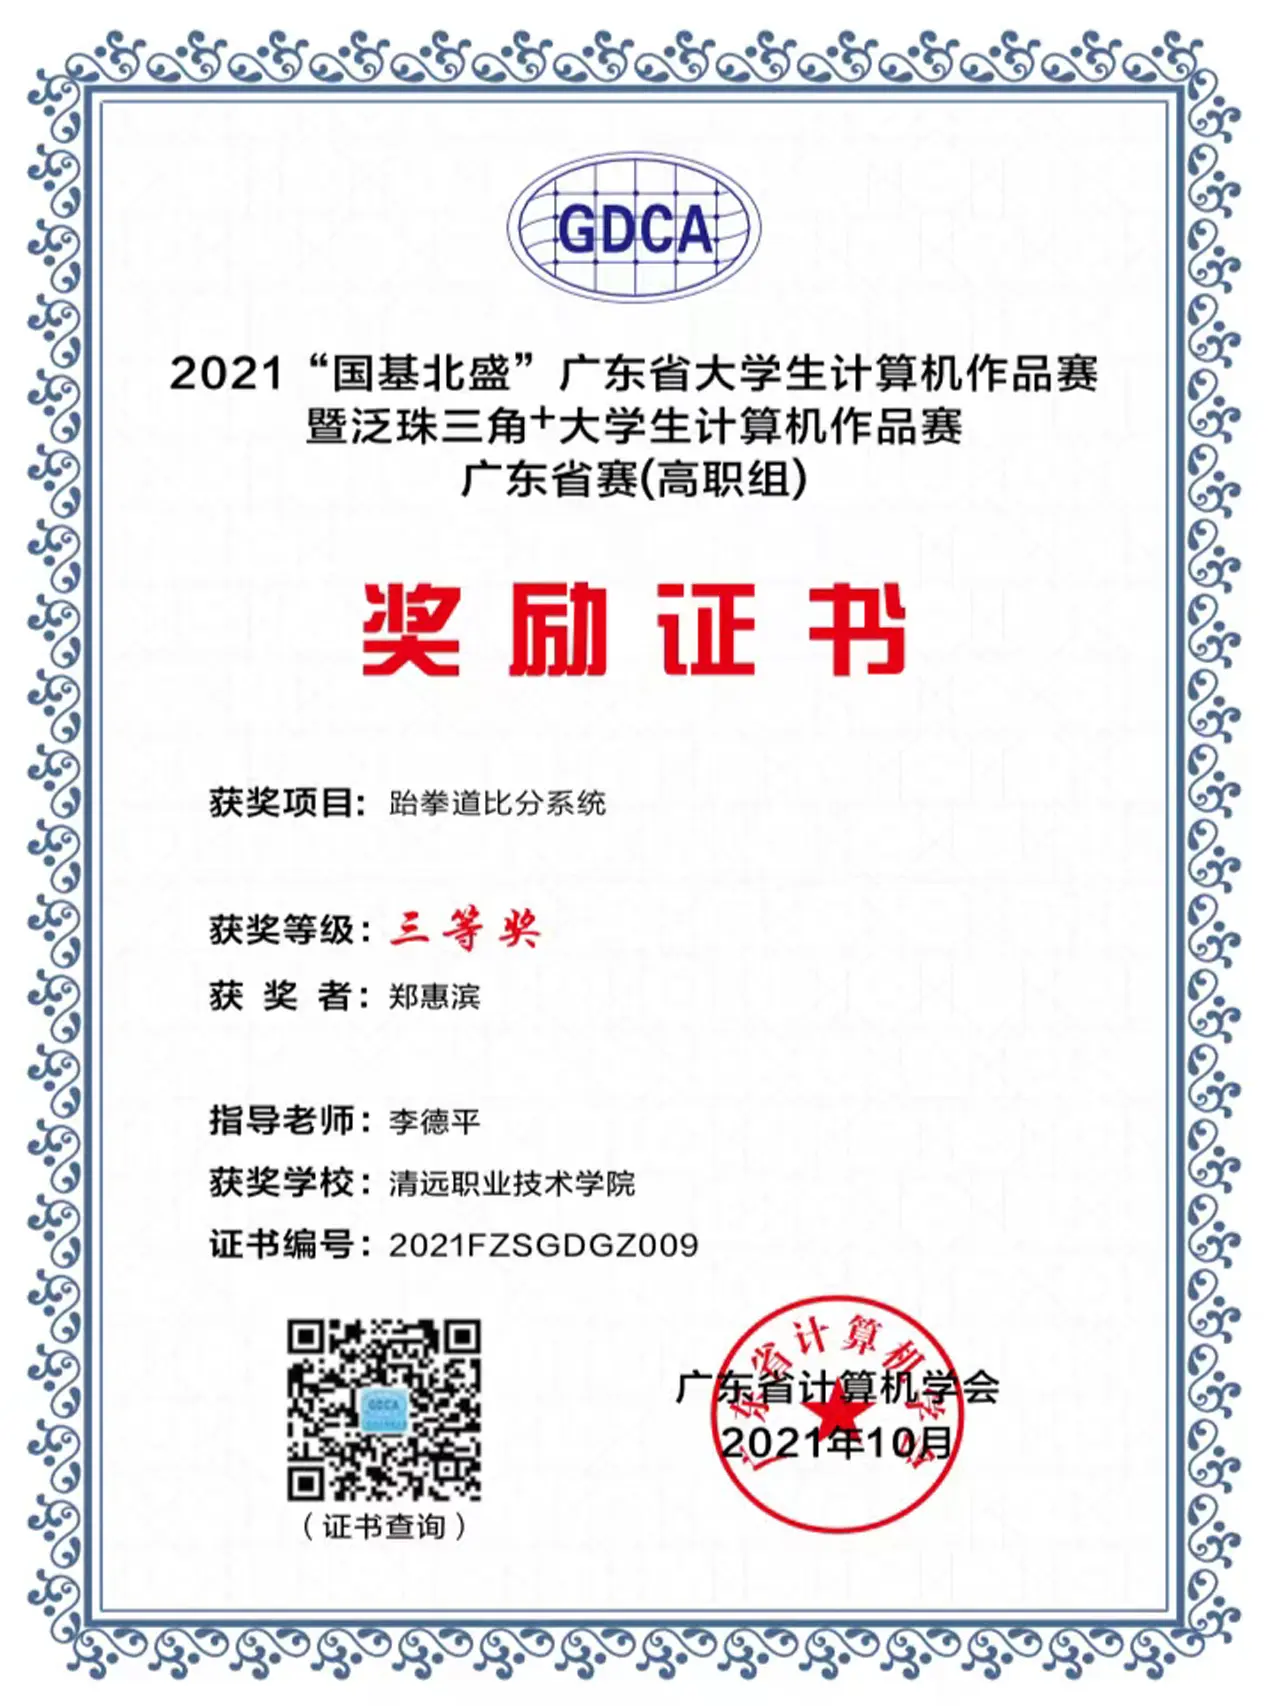 GDCA
2021“国基北盛”广东省大学生计算机作品赛
暨泛珠三角+大学生计算机作品赛
广东省赛(高职组)
奖励证书
获奖项目: 跆拳道比分系统
获奖等级: 三等奖
获 奖 者: 郑惠滨
指导老师: 李德平
获奖学校: 清远职业技术学院
证书编号: 2021FZSGDGZ009
GDCA
(证书查询)
广东省计算机学会
广东省计算机学会
2021年10月